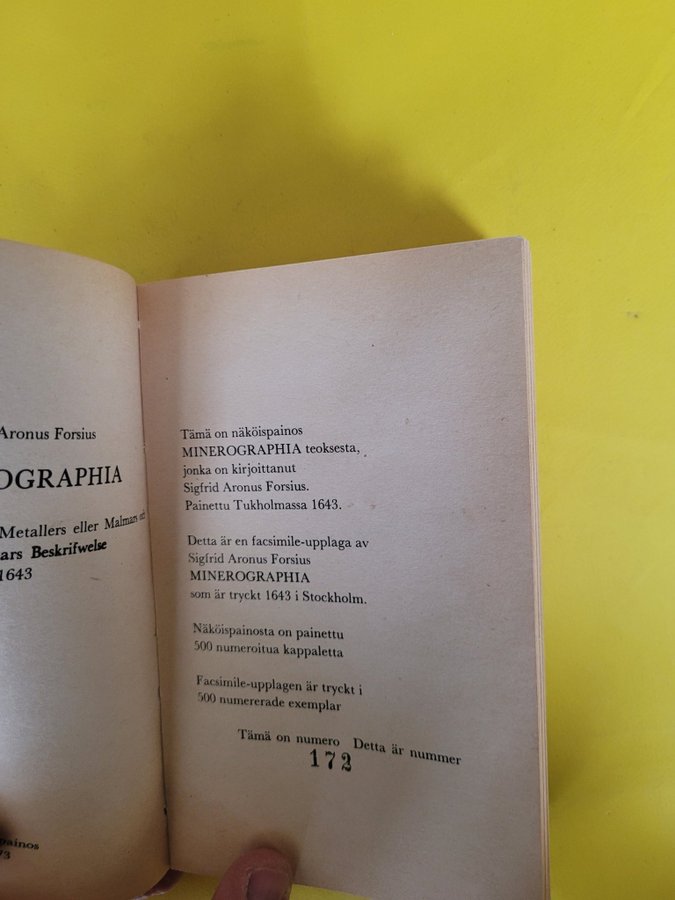 Aronus Forsius
OGRAPHIA
Metallers eller Malmars och
ars Beskrifwelse
1643
painos
73
Tämä on näköispainos
MINEROGRAPHIA teoksesta,
jonka on kirjoittanut
Sigfrid Aronus Forsius.
Painettu Tukholmassa 1643.
Detta är en facsimile-upplaga av
Sigfrid Aronus Forsius
MINEROGRAPHIA
som är tryckt 1643 i Stockholm.
Näköispainosta on painettu
500 numeroitua kappaletta
Facsimile-upplagen är tryckt i
500 numererade exemplar
Tämä on numero Detta är nummer
172